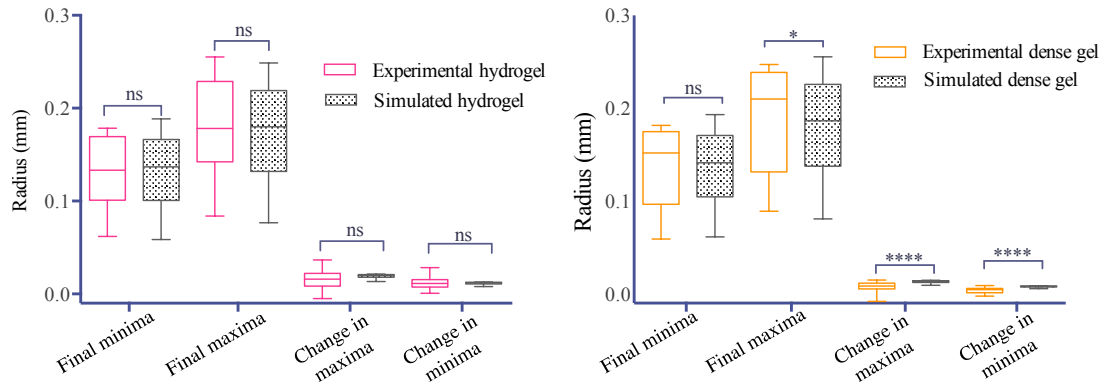 0.3
0.2
0.1
0.0
Radius (mm)
ns
ns
ns
ns
Experimental hydrogel
Simulated hydrogel
Final minima
Final maxima
Change in
maxima
Change in
minima
0.3
0.2
0.1
0.0
Radius (mm)
ns
*
****
****
Experimental dense gel
Simulated dense gel
Final minima
Final maxima
Change in
maxima
Change in
minima